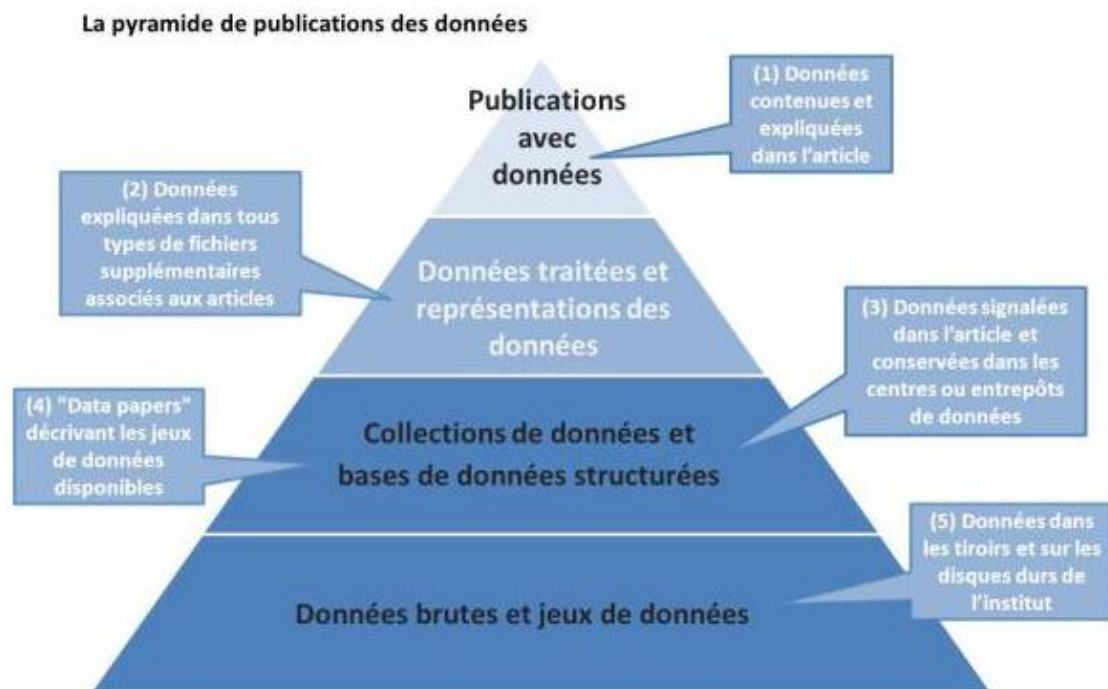 La pyramide de publications des données
Publications
avec
données
(1) Données
contenues et
expliquées
dans l'article
(2) Données
expliquées dans tous
types de fichiers
supplémentaires
associés aux articles
Données traitées et
représentations des
données
(3) Données signalées
dans l'article et
conservées dans les
centres ou entrepôts
de données
(4) "Data papers"
décrivant les jeux
de données
disponibles
Collections de données et
bases de données structurées
(5) Données dans
les tiroirs et sur les
disques durs de
l'institut
Données brutes et jeux de données